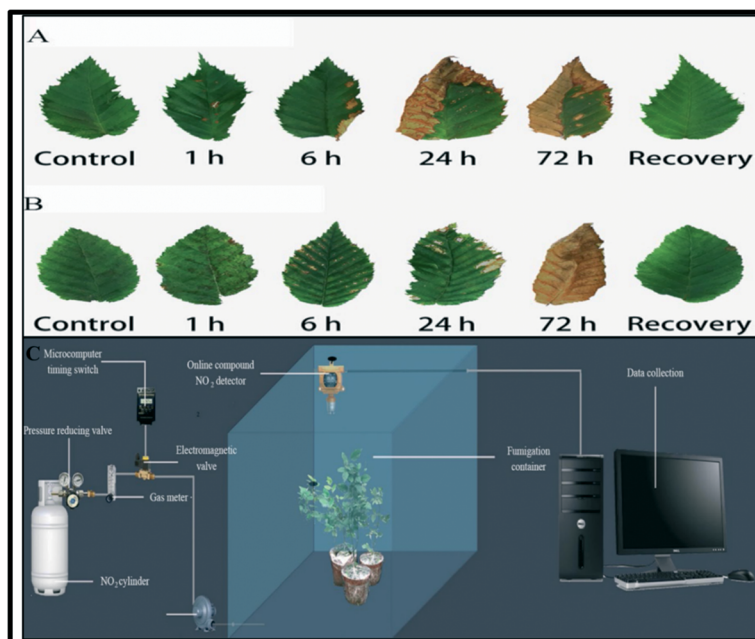 A
Control 1 h 6 h 24 h 72 h Recovery
B
Control 1 h 6 h 24 h 72 h Recovery
C
Microcomputer
timing switch
Online compound
NO2 detector
Data collection
Pressure reducing valve
Electromagnetic
valve
Fumigation
container
Gas meter
NO2 cylinder